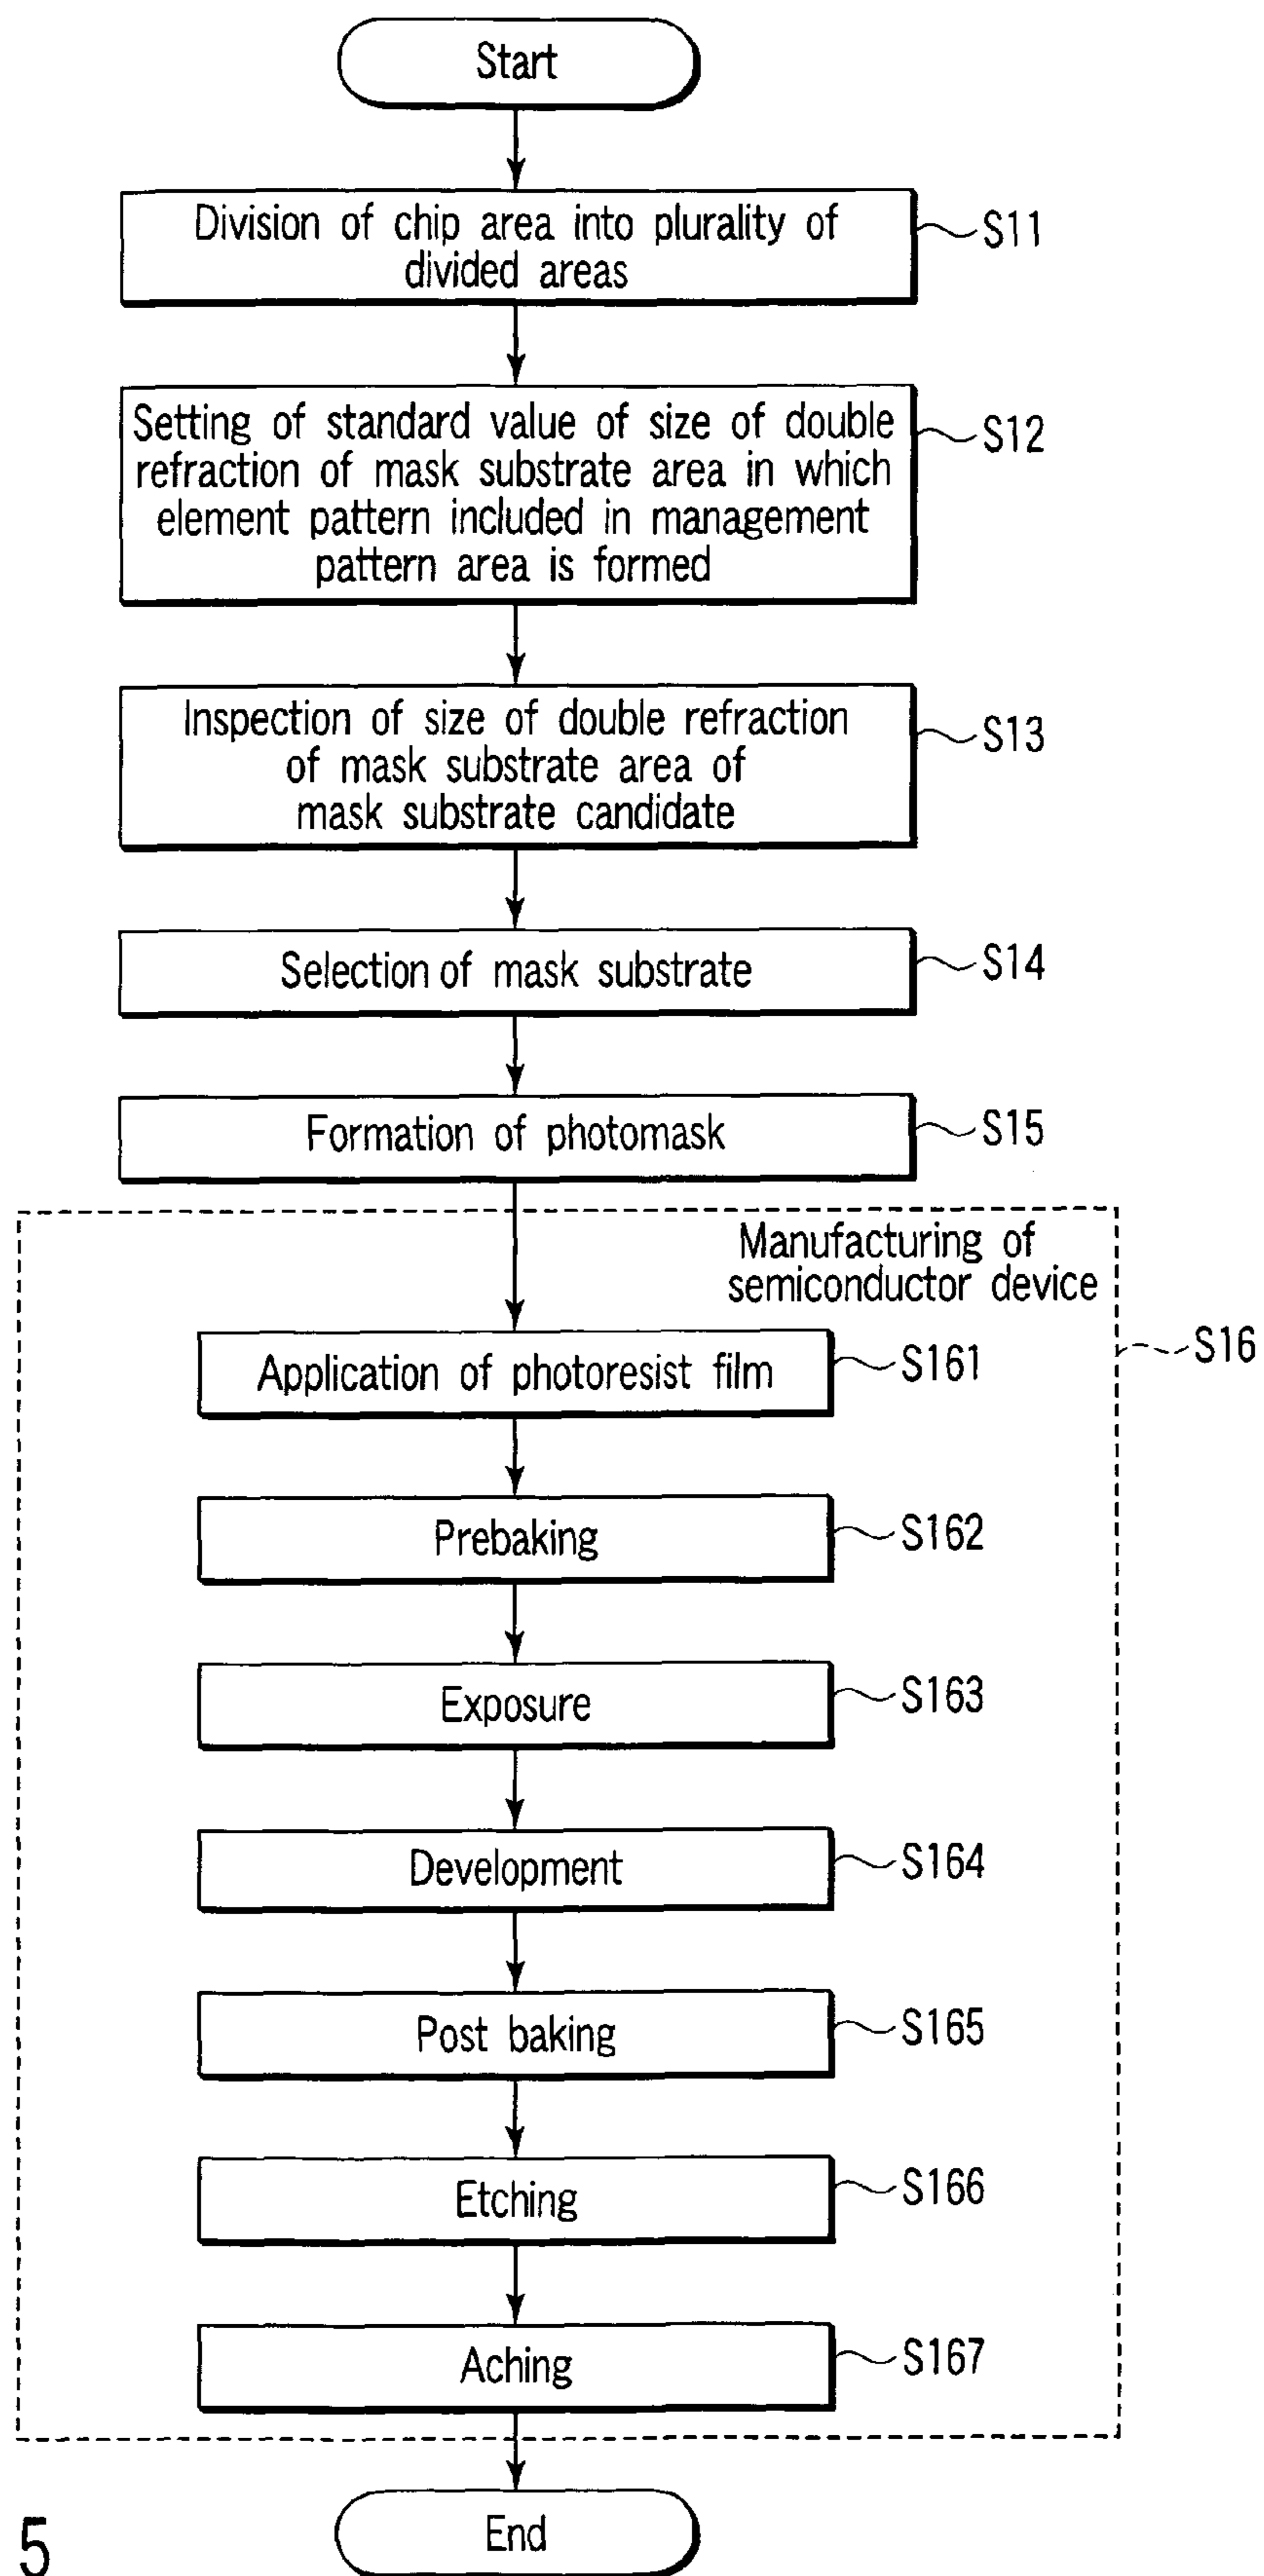 Start
Division of chip area into plurality of
divided areas
S11
Setting of standard value of size of double
refraction of mask substrate area in which
element pattern included in management
pattern area is formed
S12
Inspection of size of double refraction
of mask substrate area of
mask substrate candidate
S13
Selection of mask substrate
S14
Formation of photomask
S15
Manufacturing of
semiconductor device
S16
Application of photoresist film
S161
Prebaking
S162
Exposure
S163
Development
S164
Post baking
S165
Etching
S166
Aching
S167
End
5